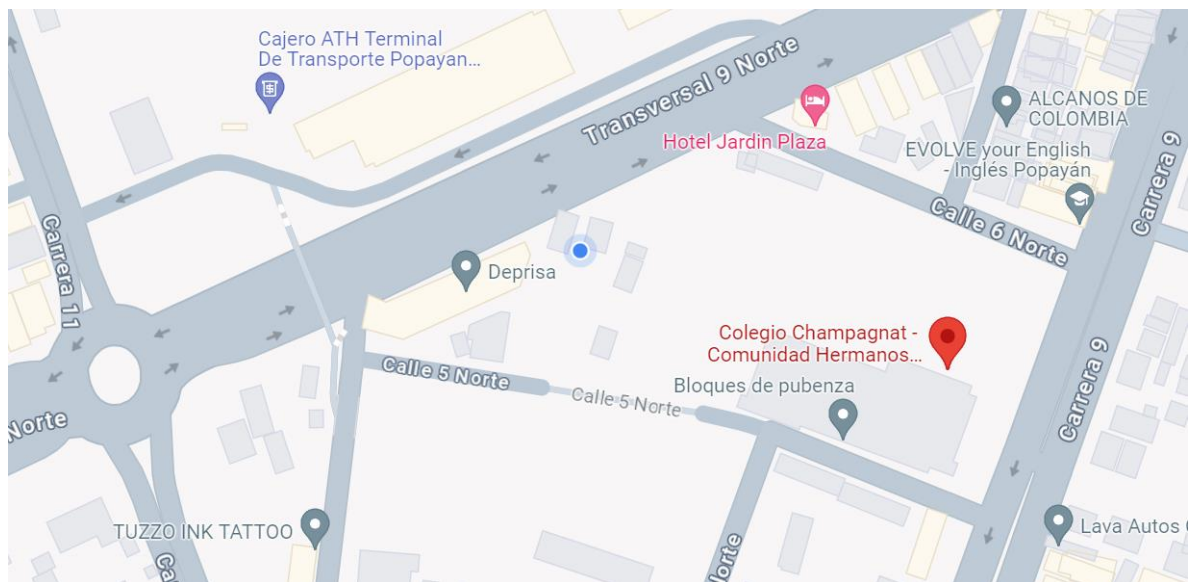 Cajero ATH Terminal
De Transporte Popayan...
Transversal 9 Norte
Hotel Jardin Plaza
ALCANOS DE
COLOMBIA
EVOLVE your English
- Inglés Popayán
Carrera 9
Calle 6 Norte
Carrera 11
Deprisa
Colegio Champagnat -
Comunidad Hermanos...
Carrera 9
Calle 5 Norte
Calle 5 Norte
Bloques de pubenza
Norte
TUZZO INK TATTOO
Lava Autos
Norte
Ca